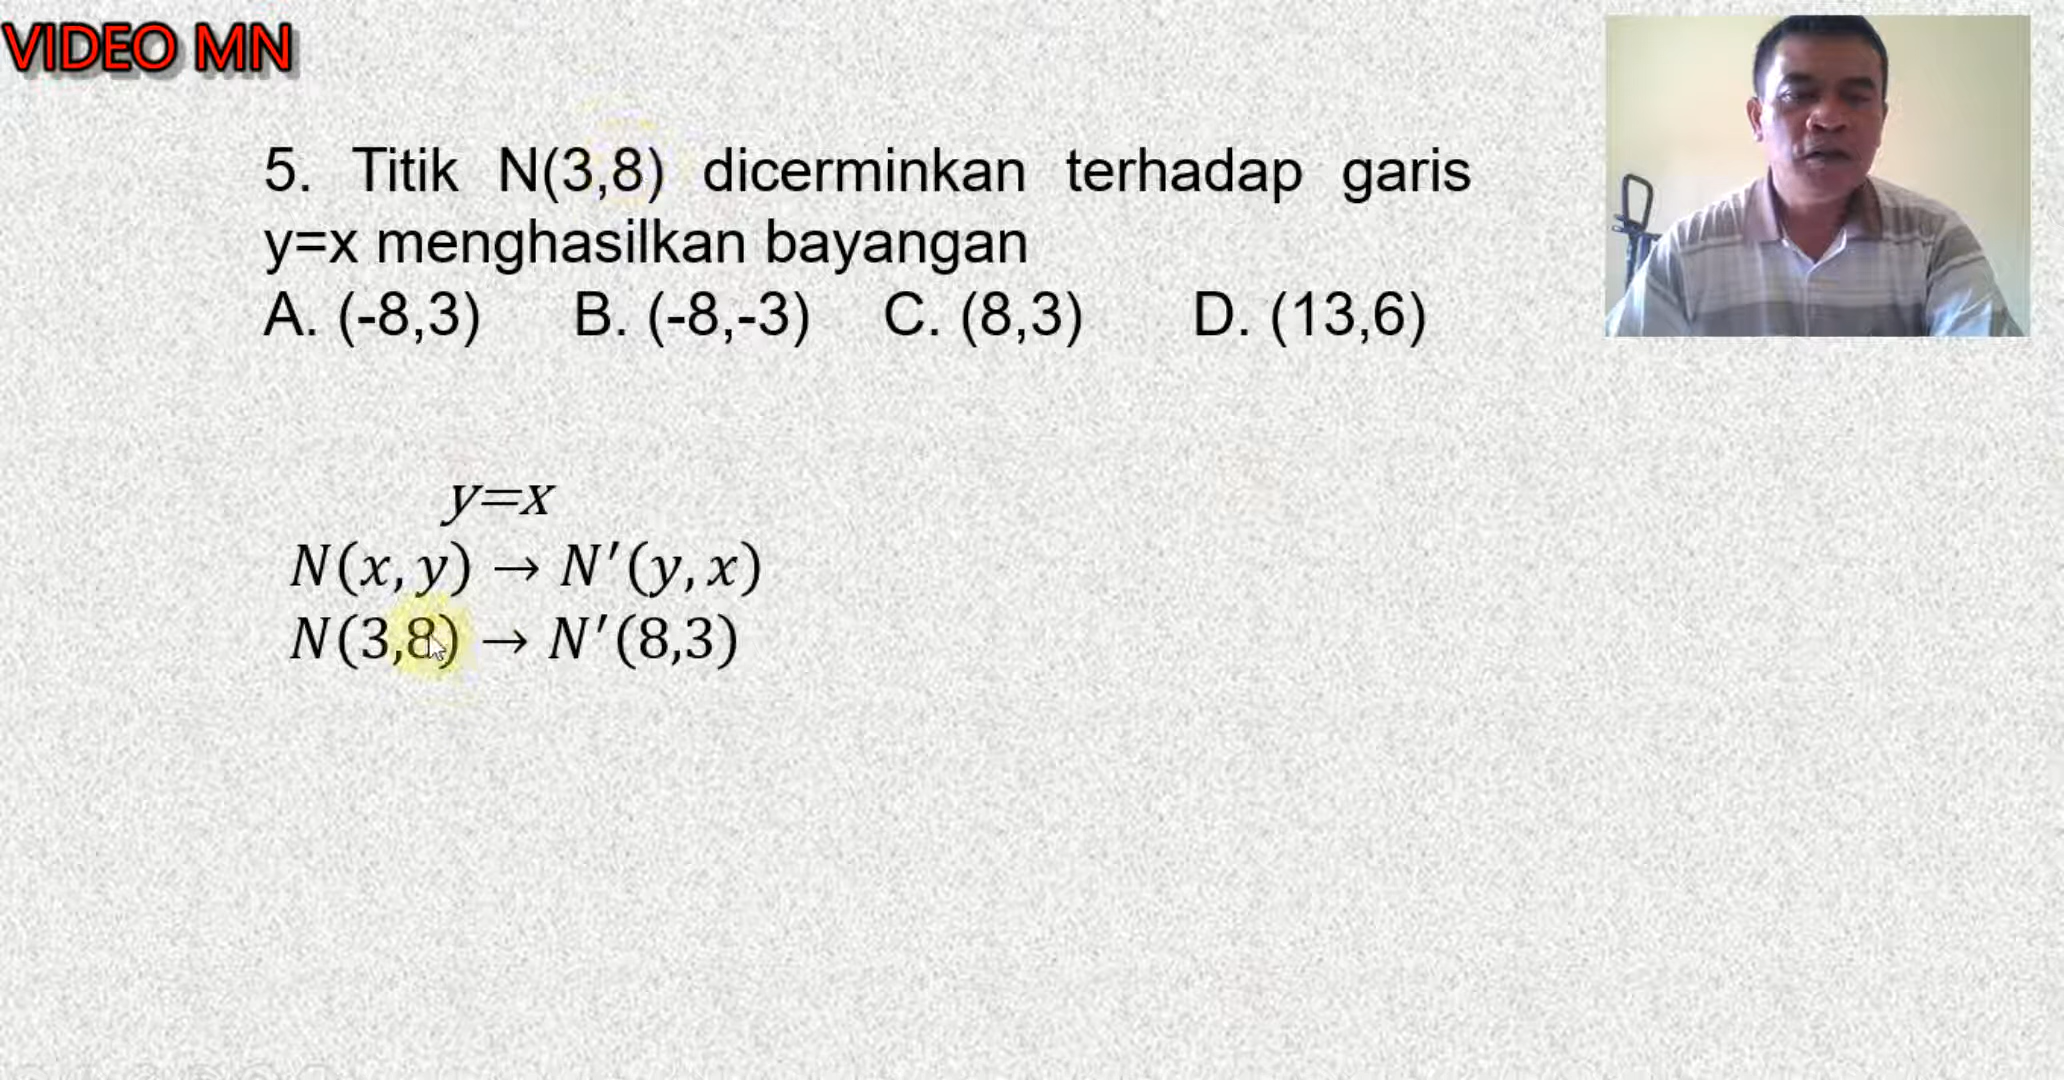 VIDEO MN
5. Titik N(3,8) dicerminkan terhadap garis
y=x menghasilkan bayangan
A. (-8,3) B. (-8,-3) C. (8,3) D. (13,6)
y=x
N(x,y) → N′(y,x)
N(3,8) → N′(8,3)